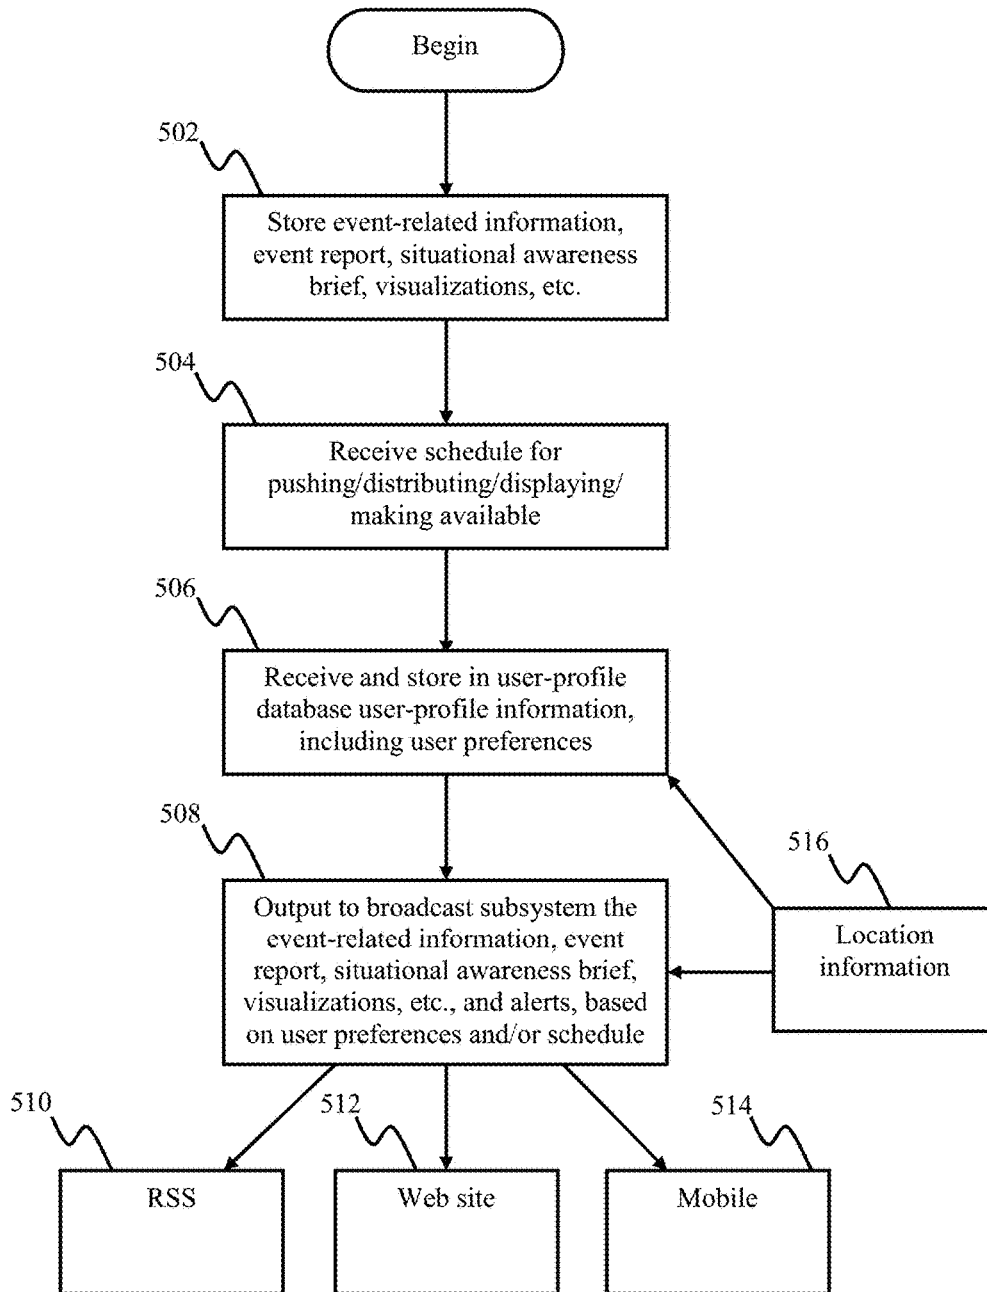 Begin
502
Store event-related information,
event report, situational awareness
brief, visualizations, etc.
504
Receive schedule for
pushing/distributing/displaying/
making available
506
Receive and store in user-profile
database user-profile information,
including user preferences
508
516
Output to broadcast subsystem the
event-related information, event
report, situational awareness brief,
visualizations, etc., and alerts, based
on user preferences and/or schedule
Location
information
510
512
514
RSS
Web site
Mobile